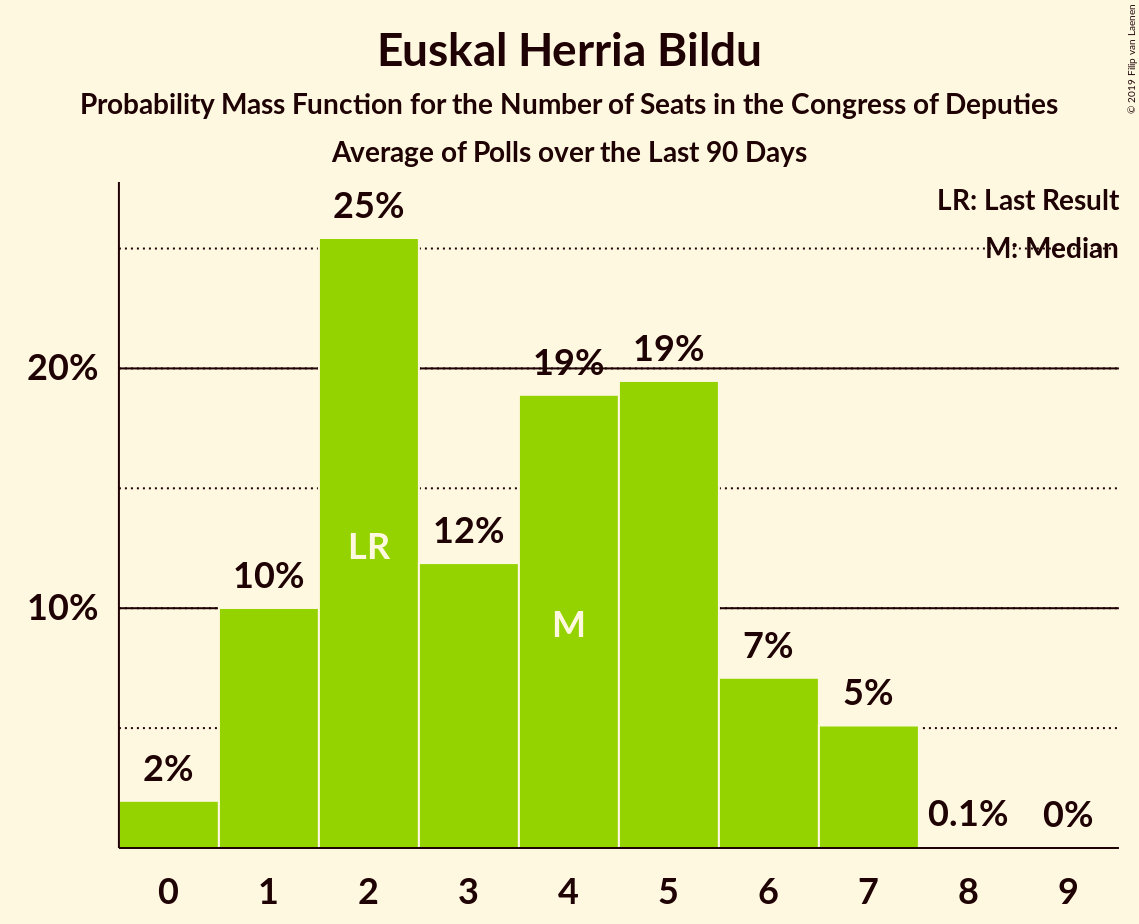 Euskal Herria Bildu
Probability Mass Function for the Number of Seats in the Congress of Deputies
Average of Polls over the Last 90 Days
© 2019 Filip van Laenen
LR: Last Result
M: Median
25%
20%
19%
19%
12%
LR
10%
10%
M
7%
5%
2%
0.1%
0%
0 1 2 3 4 5 6 7 8 9